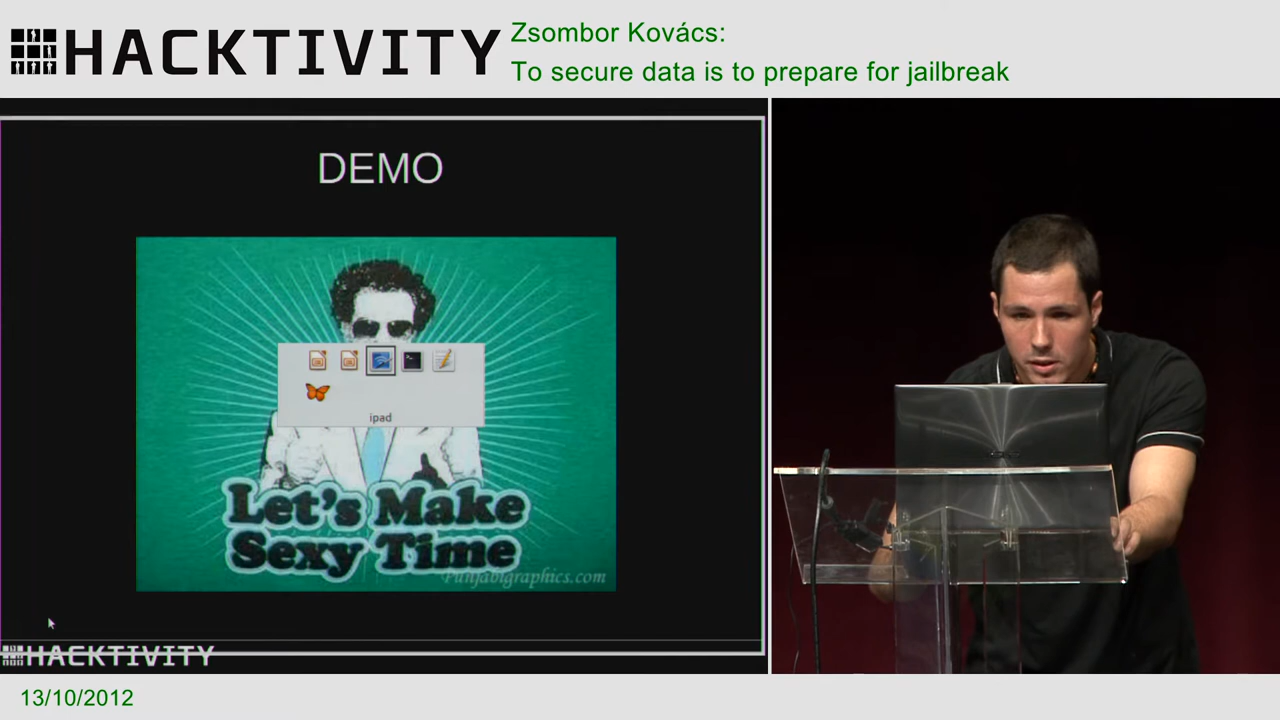 HACKTIVITY
Zsombor Kovács:
To secure data is to prepare for jailbreak
DEMO
ipad
Let's Make
Sexy Time
Punjabigraphics.com
HACKTIVITY
13/10/2012